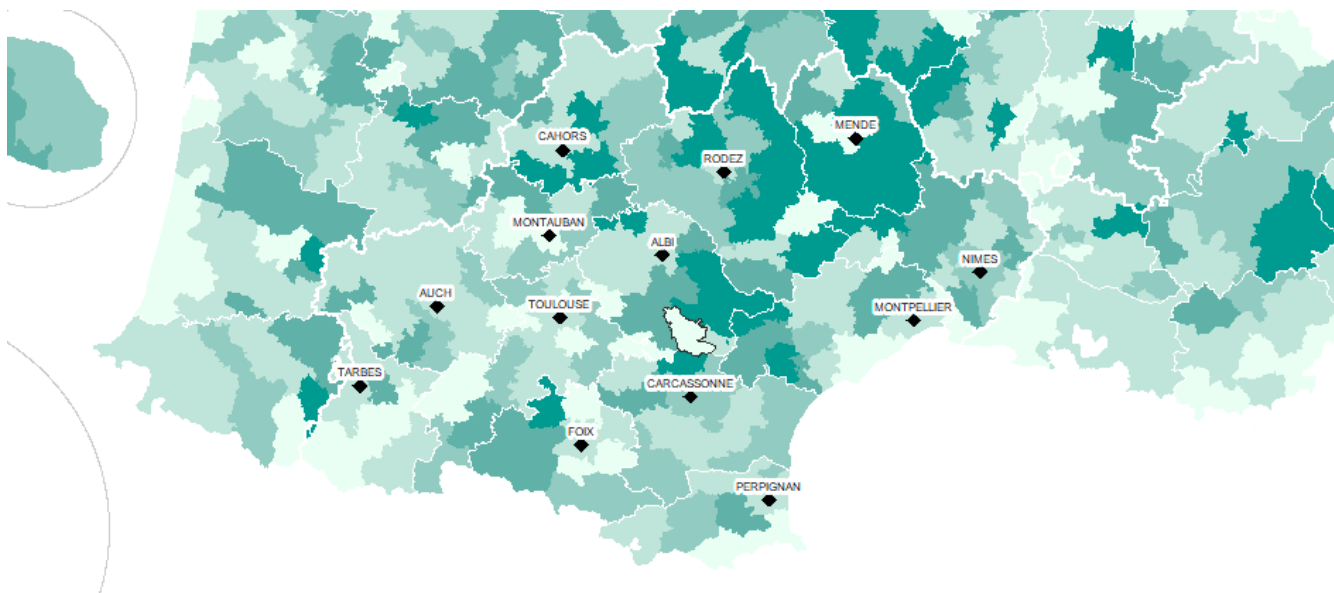 MENDE
CAHORS
RODEZ
MONTAUBAN
ALBI
NIMES
AUCH
TOULOUSE
MONTPELLIER
TARBES
CARCASSONNE
FOIX
PERPIGNAN